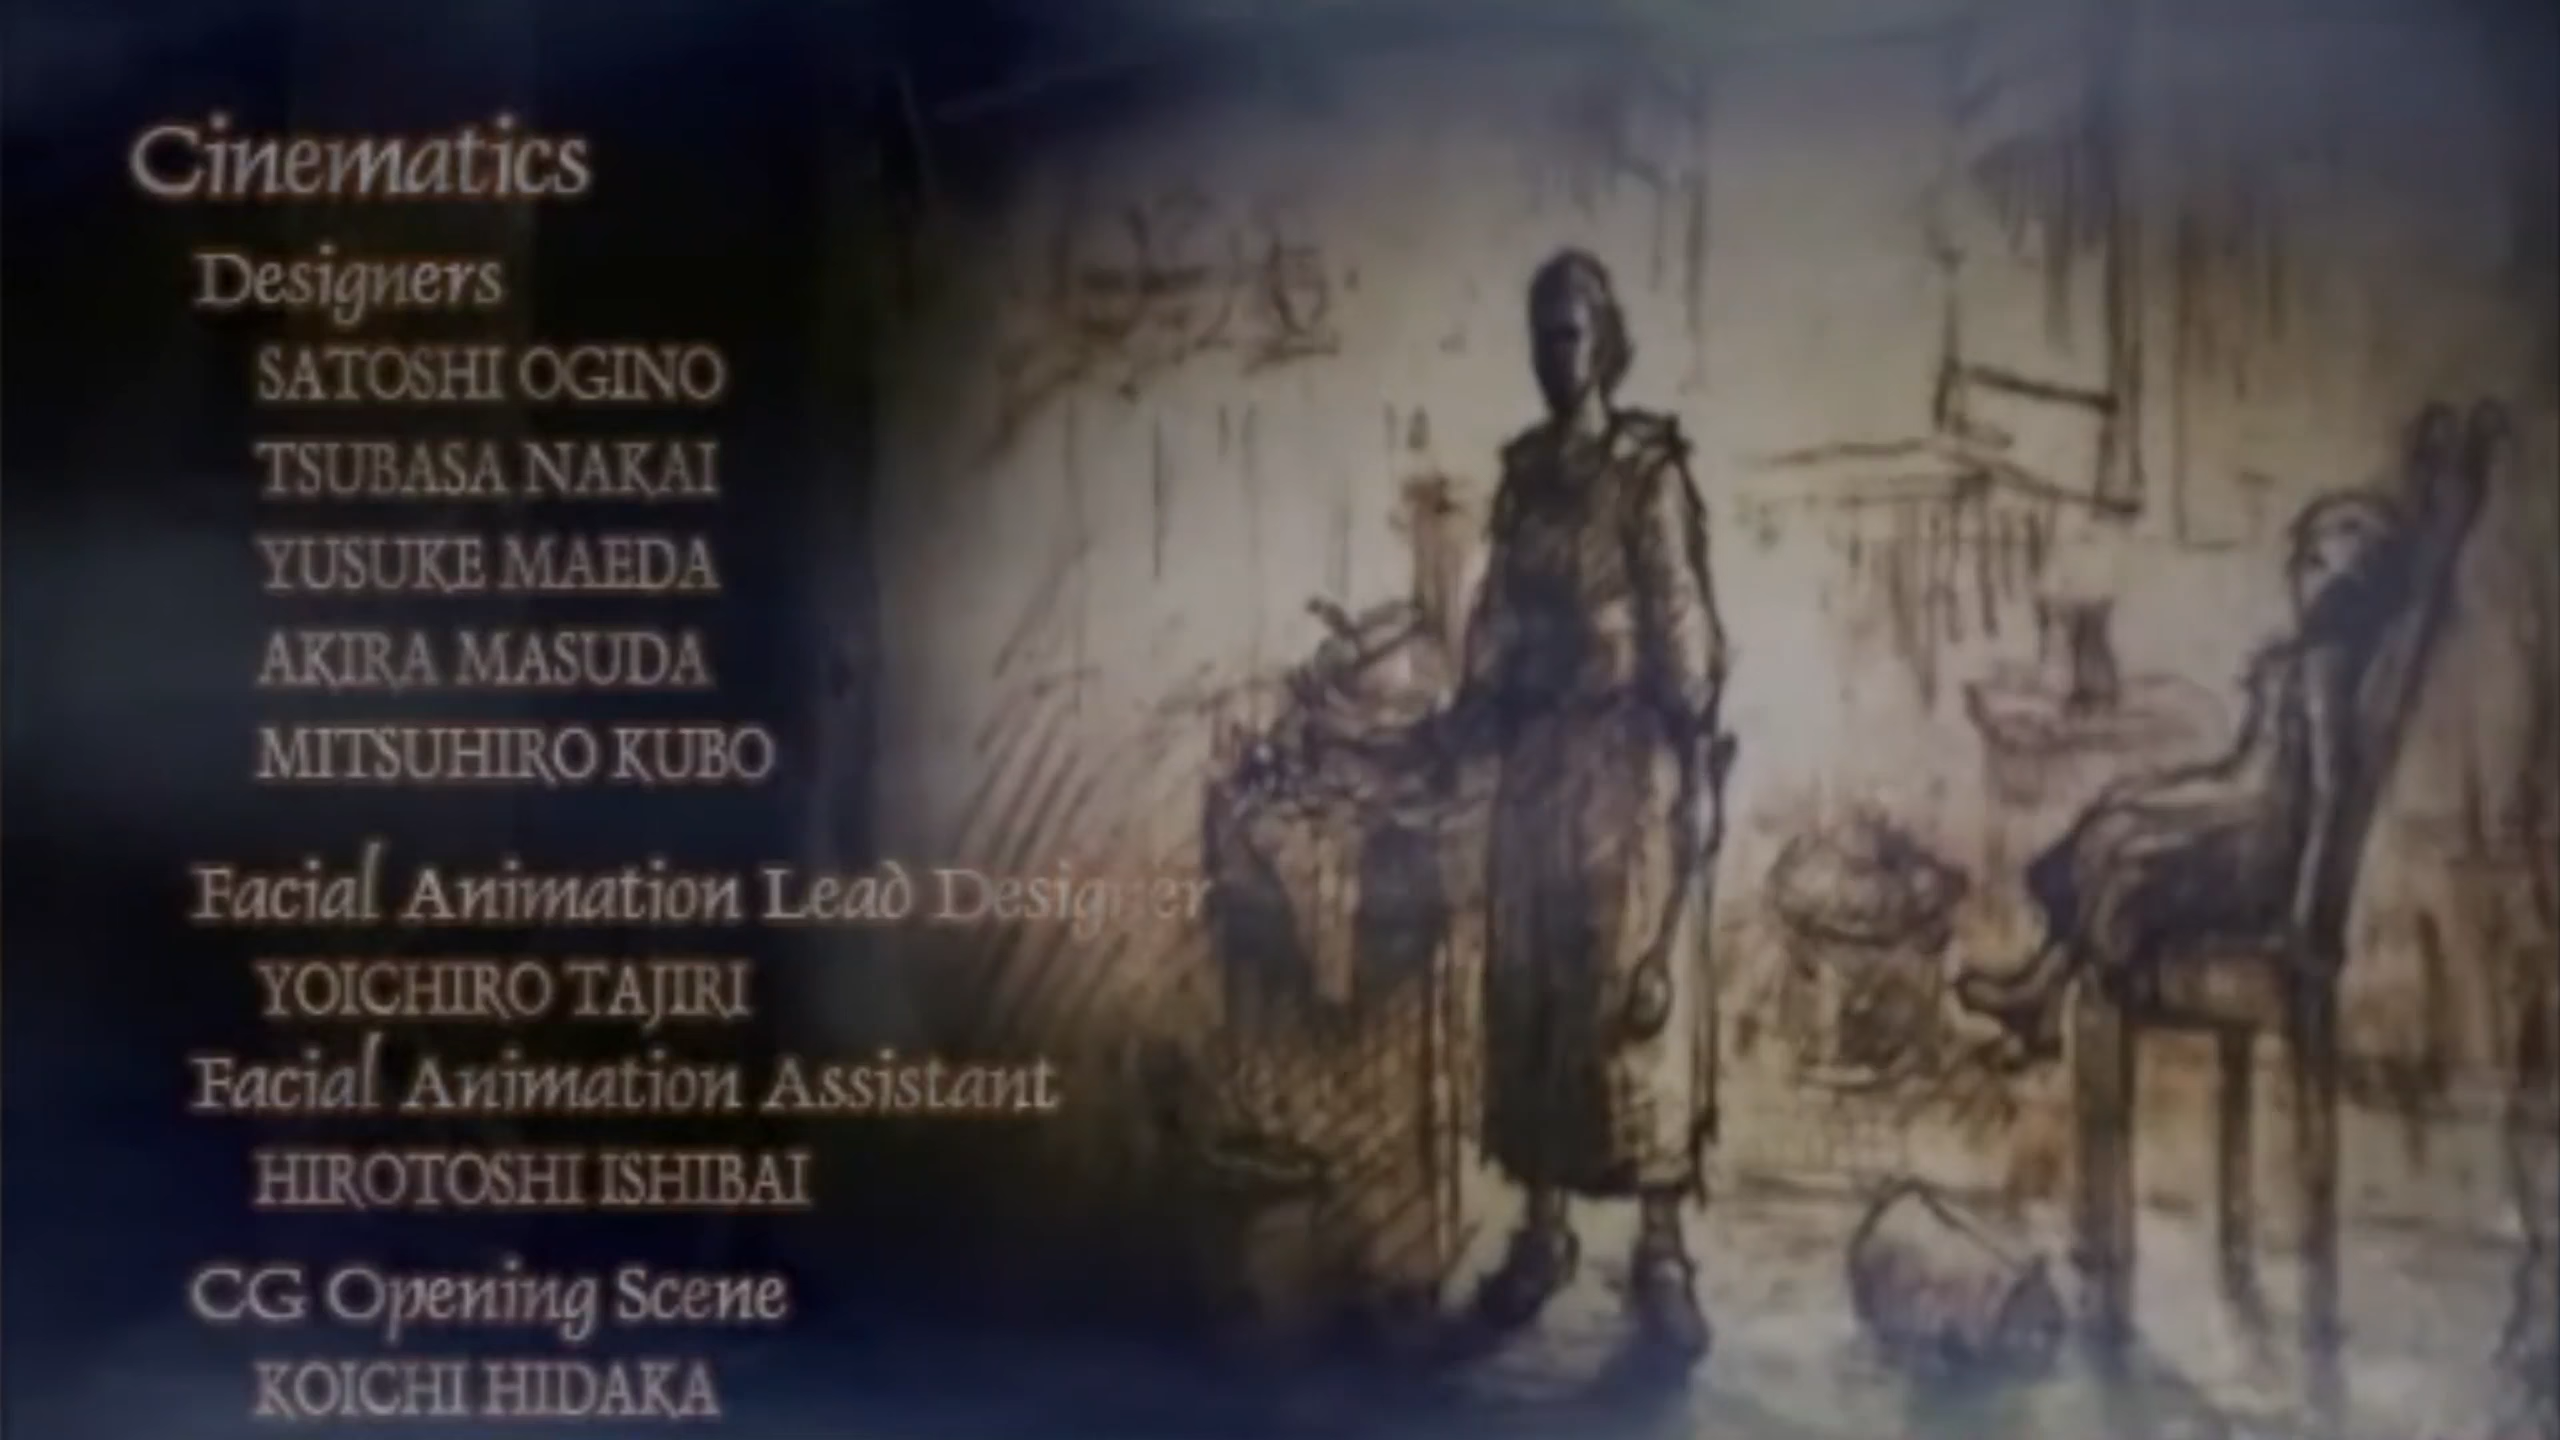 Cinematics
Designers
SATOSHI OGINO
TSUBASA NAKAI
YUSUKE MAEDA
AKIRA MASUDA
MITSUHIRO KUBO
Facial Animation Lead Designer
YOICHIRO TAJIRI
Facial Animation Assistant
HIROTOSHI ISHIBAI
CG Opening Scene
KOICHI HIDAKA